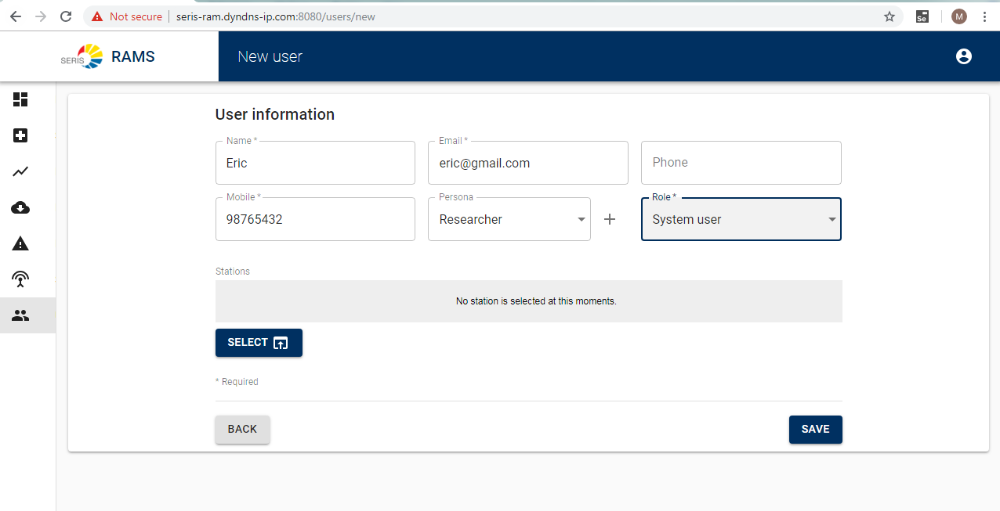 Not secure | seris-ram.dyndns-ip.com:8080/users/new
Se
M
SERIS RAMS
New user
User information
Name *
Email *
Eric
eric@gmail.com
Phone
Mobile *
Persona
Role *
98765432
Researcher
System user
Stations
No station is selected at this moments.
SELECT
* Required
BACK
SAVE